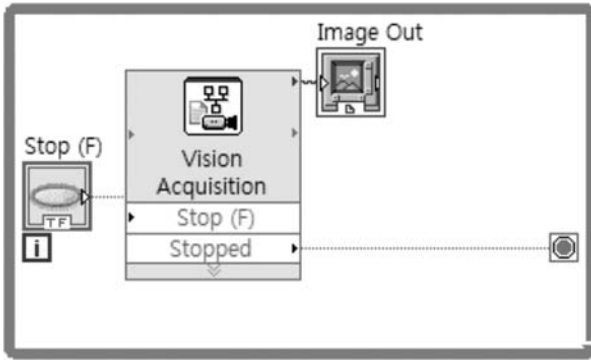 Image Out
Stop (F)
Vision
Acquisition
Stop (F)
TF
i
Stopped